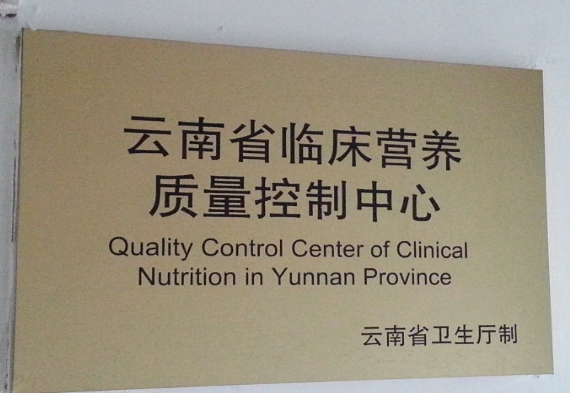 云南省临床营养
质量控制中心
Quality Control Center of Clinical
Nutrition in Yunnan Province
云南省卫生厅制